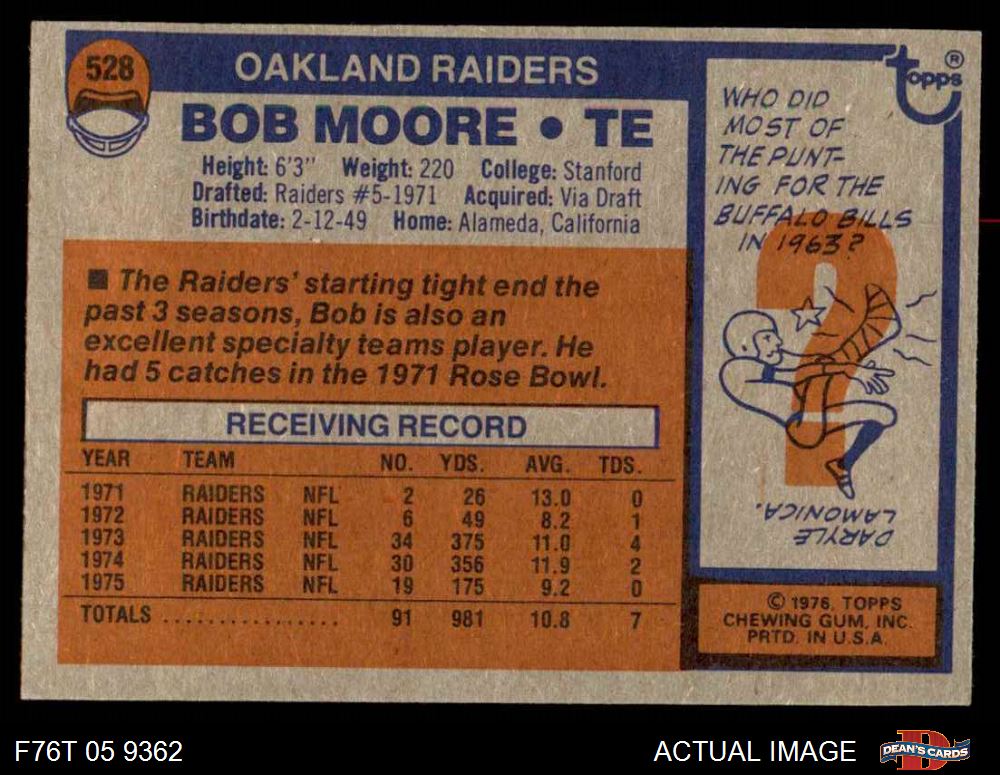 528
OAKLAND RAIDERS
BOB MOORE • TE
Height: 6'3" Weight: 220 College: Stanford
Drafted: Raiders #5-1971 Acquired: Via Draft
Birthdate: 2-12-49 Home: Alameda, California
■ The Raiders' starting tight end the
past 3 seasons, Bob is also an
excellent specialty teams player. He
had 5 catches in the 1971 Rose Bowl.
RECEIVING RECORD
YEAR TEAM NO. YDS. AVG. TDS.
1971 RAIDERS NFL 2 26 13.0 0
1972 RAIDERS NFL 6 49 8.2 1
1973 RAIDERS NFL 34 375 11.0 4
1974 RAIDERS NFL 30 356 11.9 2
1975 RAIDERS NFL 19 175 9.2 0
TOTALS ................ 91 981 10.8 7
topps ®
WHO DID
MOST OF
THE PUNT-
ING FOR THE
BUFFALO BILLS
IN 1963?
?
DARYLE
LAMONICA.
© 1976, TOPPS
CHEWING GUM, INC.
PRTD. IN U.S.A.
F76T 05 9362
ACTUAL IMAGE
D
DEAN'S CARDS